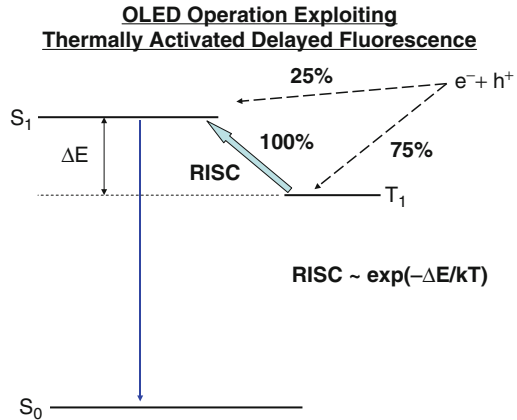 OLED Operation Exploiting
Thermally Activated Delayed Fluorescence
25%
e⁻+ h⁺
S₁
100%
75%
ΔE
RISC
T₁
RISC ~ exp(−ΔE/kT)
S₀